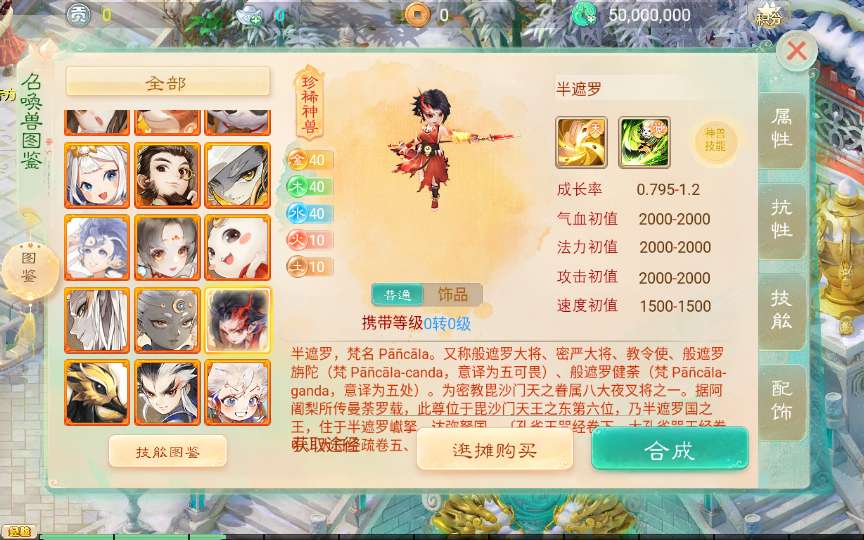 贡 0
0
0
50,000,000
积分
召唤兽图鉴
全部
珍稀神兽
金 40
木 40
水 40
火 10
土 10
图鉴
普通
饰品
携带等级0转0级
半遮罗
神兽技能
成长率 0.795-1.2
气血初值 2000-2000
法力初值 2000-2000
攻击初值 2000-2000
速度初值 1500-1500
属性
抗性
技能
配饰
半遮罗，梵名 Pāñcāla。又称般遮罗大将、密严大将、教令使、般遮罗
旃陀（梵 Pāñcāla-canda，意译为五可畏）、般遮罗健荼（梵 Pāñcāla-
ganda，意译为五处）。为密教毘沙门天之眷属八大夜叉将之一。据阿
阇梨所传曼荼罗载，此尊位于毘沙门天王之东第六位，乃半遮罗国之
获取途径
技能图鉴
逛摊购买
合成